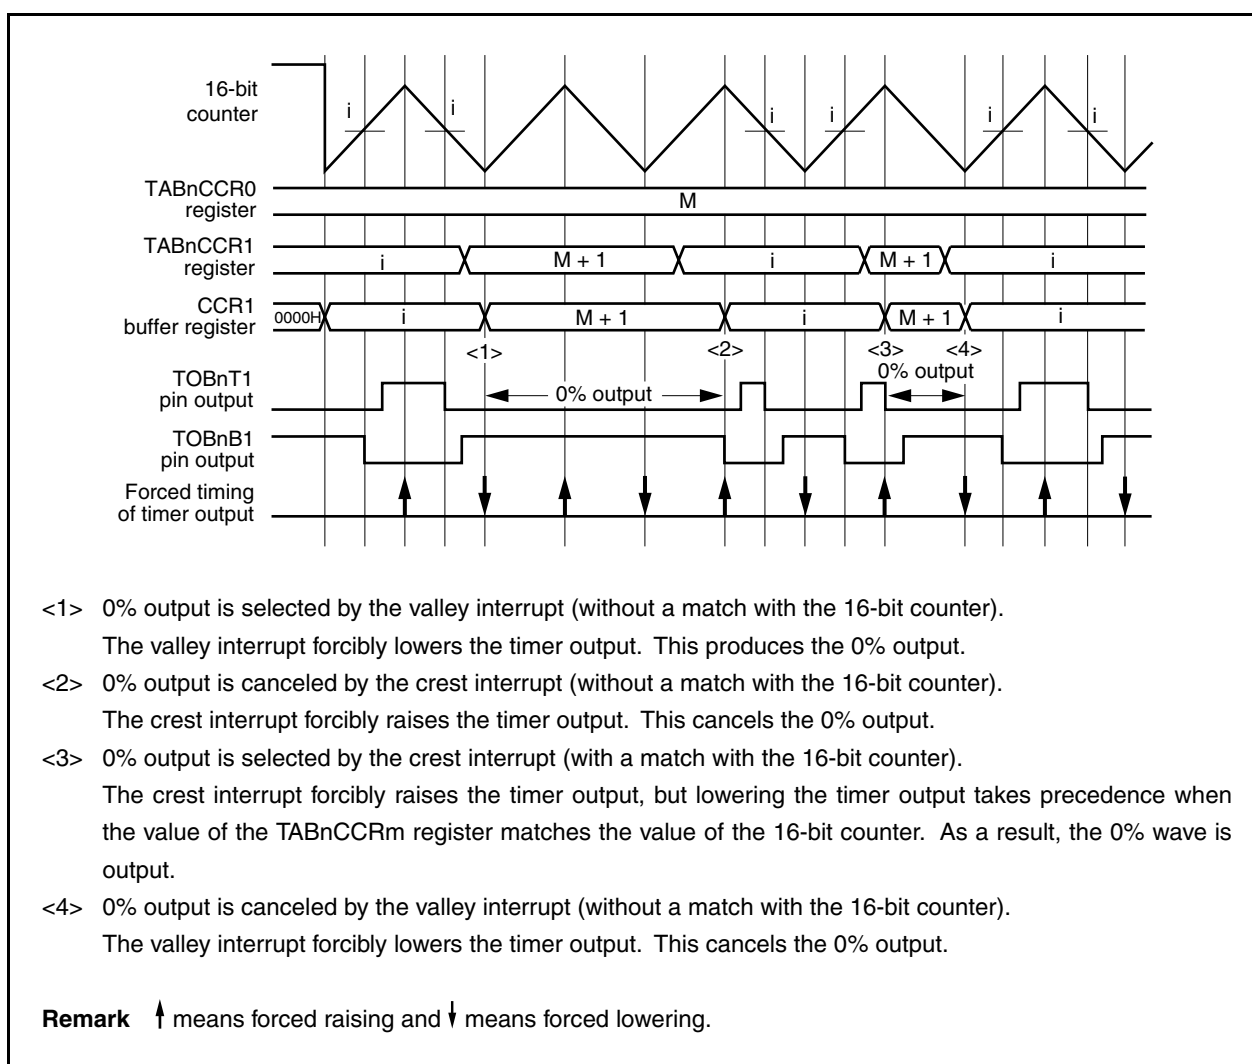 16-bit
counter
i
i
i
i
i
i
TABnCCR0
register
M
TABnCCR1
register
i
M + 1
i
M + 1
i
CCR1
buffer register
0000H
i
M + 1
i
M + 1
i
<1>
<2>
<3>
<4>
TOBnT1
pin output
0% output
0% output
TOBnB1
pin output
Forced timing
of timer output
<1> 0% output is selected by the valley interrupt (without a match with the 16-bit counter).
The valley interrupt forcibly lowers the timer output. This produces the 0% output.
<2> 0% output is canceled by the crest interrupt (without a match with the 16-bit counter).
The crest interrupt forcibly raises the timer output. This cancels the 0% output.
<3> 0% output is selected by the crest interrupt (with a match with the 16-bit counter).
The crest interrupt forcibly raises the timer output, but lowering the timer output takes precedence when
the value of the TABnCCRm register matches the value of the 16-bit counter. As a result, the 0% wave is
output.
<4> 0% output is canceled by the valley interrupt (without a match with the 16-bit counter).
The valley interrupt forcibly lowers the timer output. This cancels the 0% output.
Remark ↑ means forced raising and ↓ means forced lowering.